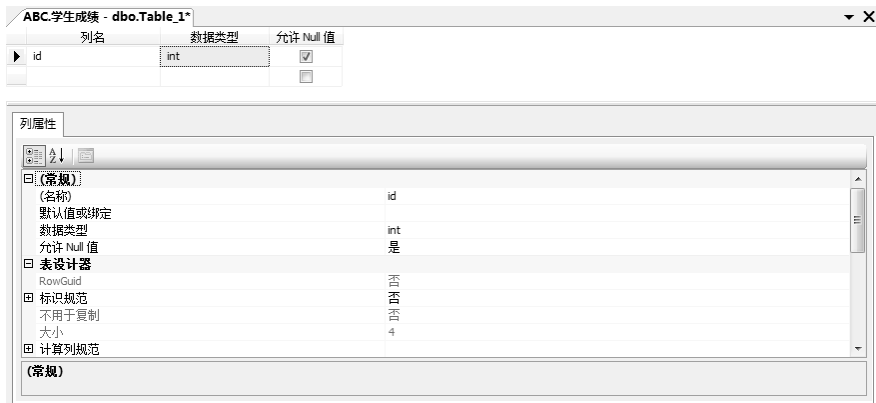 ABC.学生成绩 - dbo.Table_1*
列名 数据类型 允许 Null 值
id int
列属性
(常规)
(名称) id
默认值或绑定
数据类型 int
允许 Null 值 是
表设计器
RowGuid 否
标识规范 否
不用于复制 否
大小 4
计算列规范
(常规)